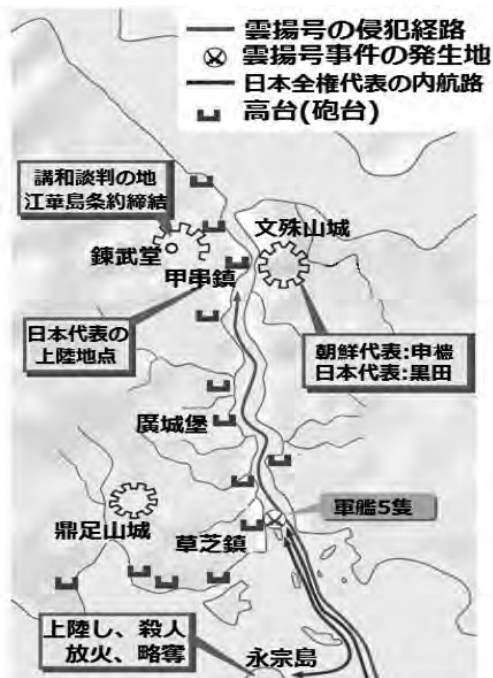 雲揚号の侵犯経路
雲揚号事件の発生地
日本全権代表の内航路
高台(砲台)
講和談判の地
江華島条約締結
文殊山城
錬武堂
甲串鎮
日本代表の
上陸地点
朝鮮代表:申櫶
日本代表:黒田
廣城堡
軍艦5隻
鼎足山城
草芝鎮
上陸し、殺人
放火、略奪
永宗島